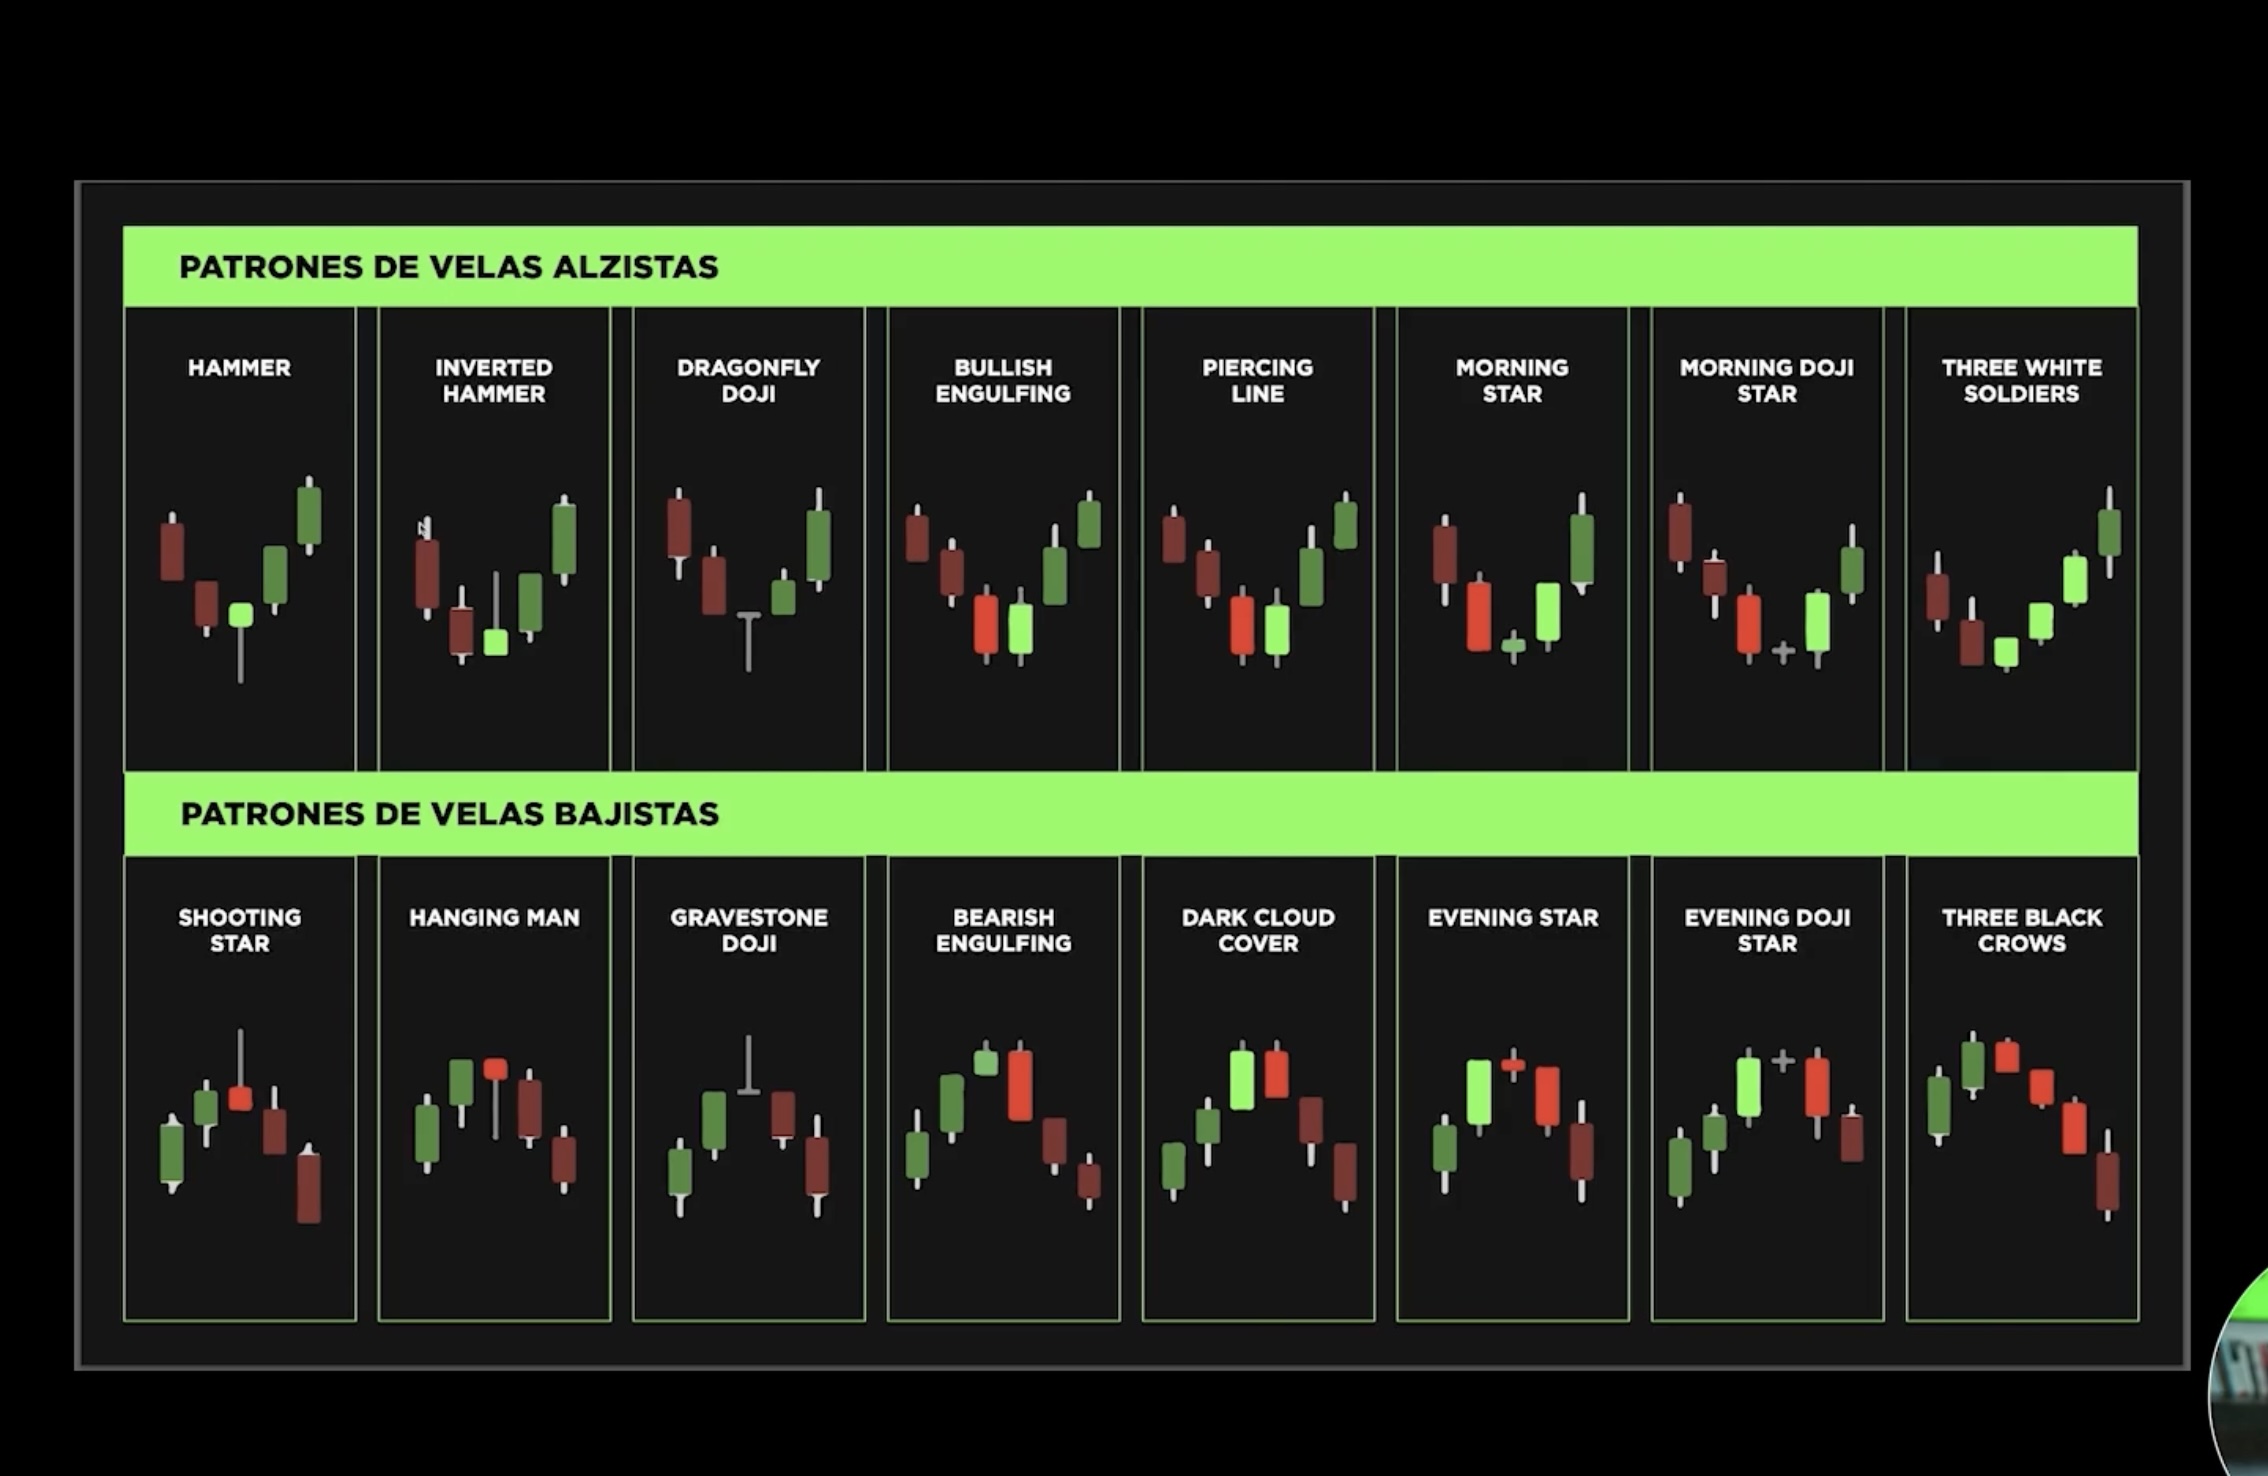 PATRONES DE VELAS ALZISTAS
HAMMER
INVERTED
HAMMER
DRAGONFLY
DOJI
BULLISH
ENGULFING
PIERCING
LINE
MORNING
STAR
MORNING DOJI
STAR
THREE WHITE
SOLDIERS
PATRONES DE VELAS BAJISTAS
SHOOTING
STAR
HANGING MAN
GRAVESTONE
DOJI
BEARISH
ENGULFING
DARK CLOUD
COVER
EVENING STAR
EVENING DOJI
STAR
THREE BLACK
CROWS